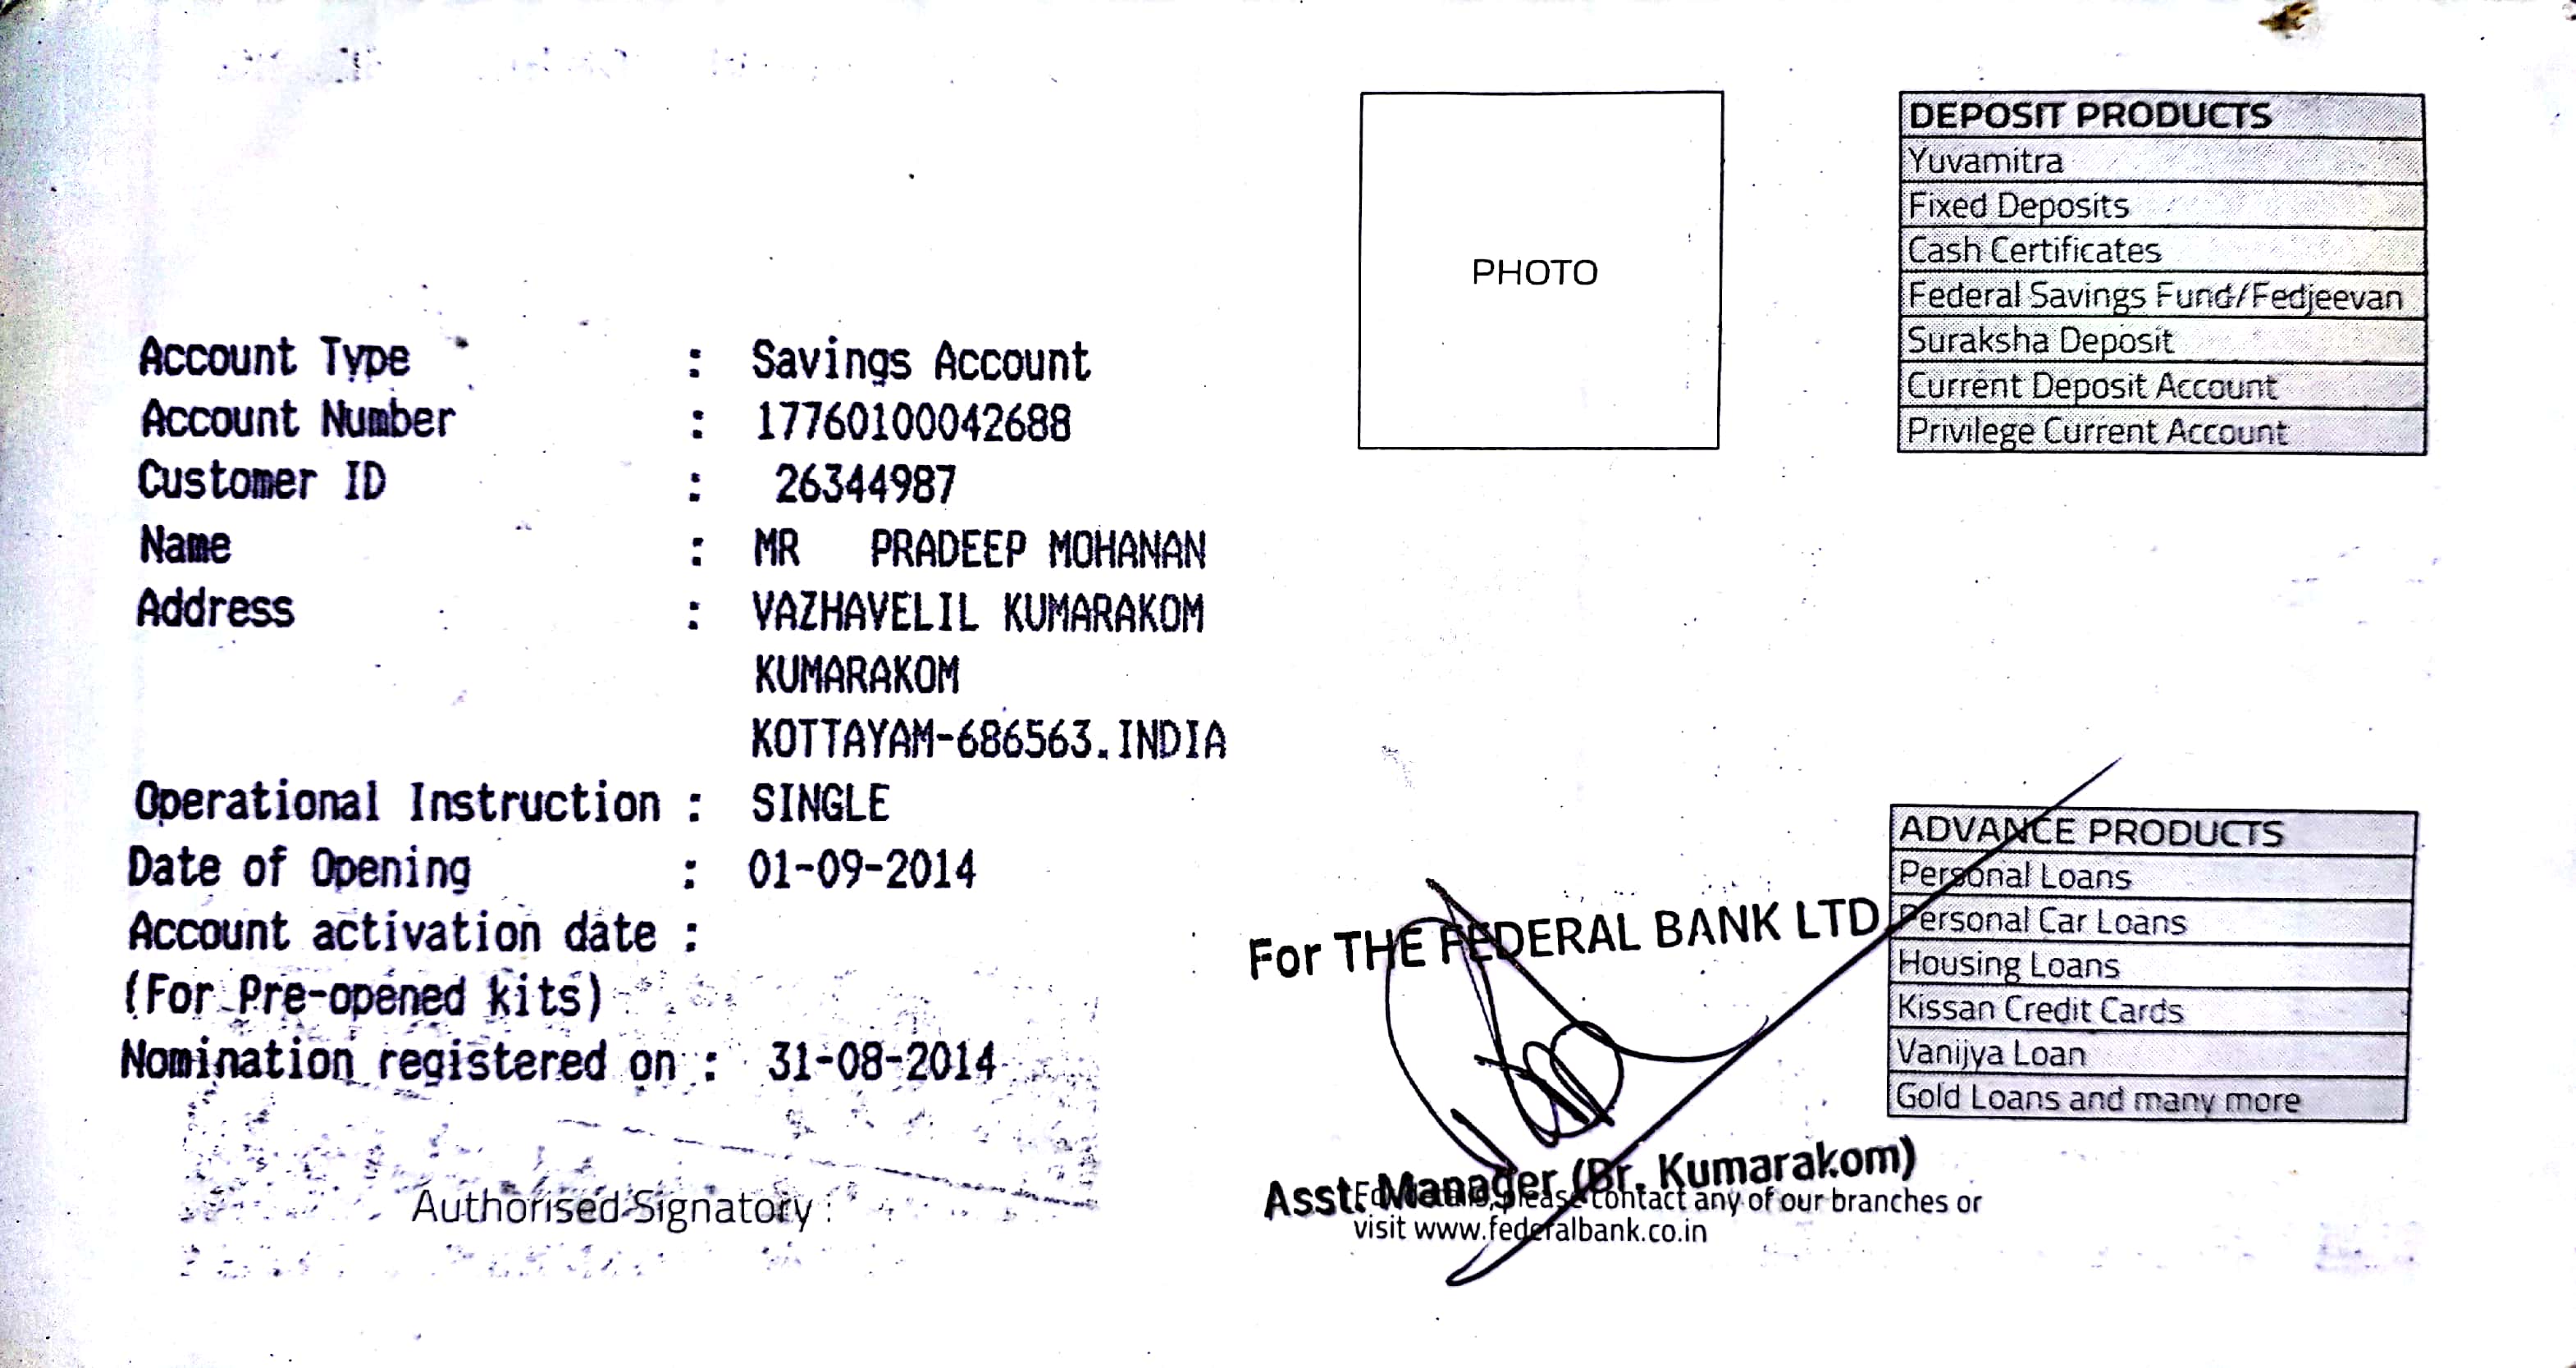 Account Type : Savings Account
Account Number : 17760100042688
Customer ID : 26344987
Name : MR PRADEEP MOHANAN
Address : VAZHAVELIL KUMARAKOM
KUMARAKOM
KOTTAYAM-686563.INDIA
Operational Instruction : SINGLE
Date of Opening : 01-09-2014
Account activation date :
(For Pre-opened kits)
Nomination registered on : 31-08-2014
Authorised Signatory
PHOTO
DEPOSIT PRODUCTS
Yuvamitra
Fixed Deposits
Cash Certificates
Federal Savings Fund/Fedjeevan
Suraksha Deposit
Current Deposit Account
Privilege Current Account
For THE FEDERAL BANK LTD
Asst. Manager (Br. Kumarakom)
ADVANCE PRODUCTS
Personal Loans
Personal Car Loans
Housing Loans
Kissan Credit Cards
Vanijya Loan
Gold Loans and many more
For details, please contact any of our branches or
visit www.federalbank.co.in